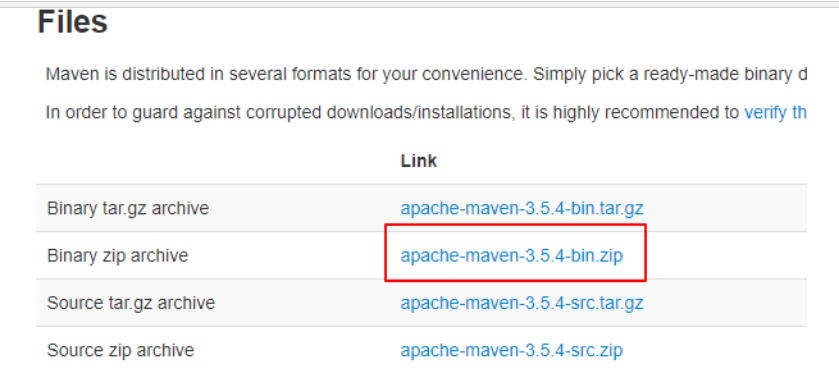 Files
Maven is distributed in several formats for your convenience. Simply pick a ready-made binary d
In order to guard against corrupted downloads/installations, it is highly recommended to verify th
Link
Binary tar.gz archive apache-maven-3.5.4-bin.tar.gz
Binary zip archive apache-maven-3.5.4-bin.zip
Source tar.gz archive apache-maven-3.5.4-src.tar.gz
Source zip archive apache-maven-3.5.4-src.zip